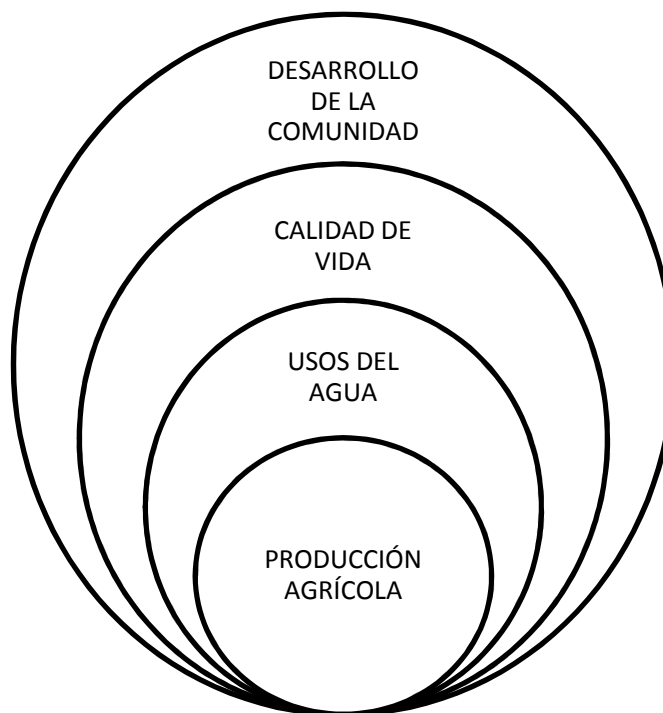 DESARROLLO
DE LA
COMUNIDAD
CALIDAD DE
VIDA
USOS DEL
AGUA
PRODUCCIÓN
AGRÍCOLA